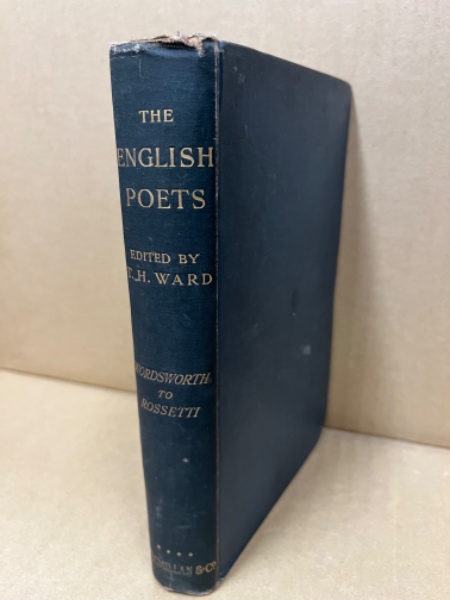 THE
ENGLISH
POETS
EDITED BY
T. H. WARD
WORDSWORTH
TO
ROSSETTI
****
MACMILLAN & Co.